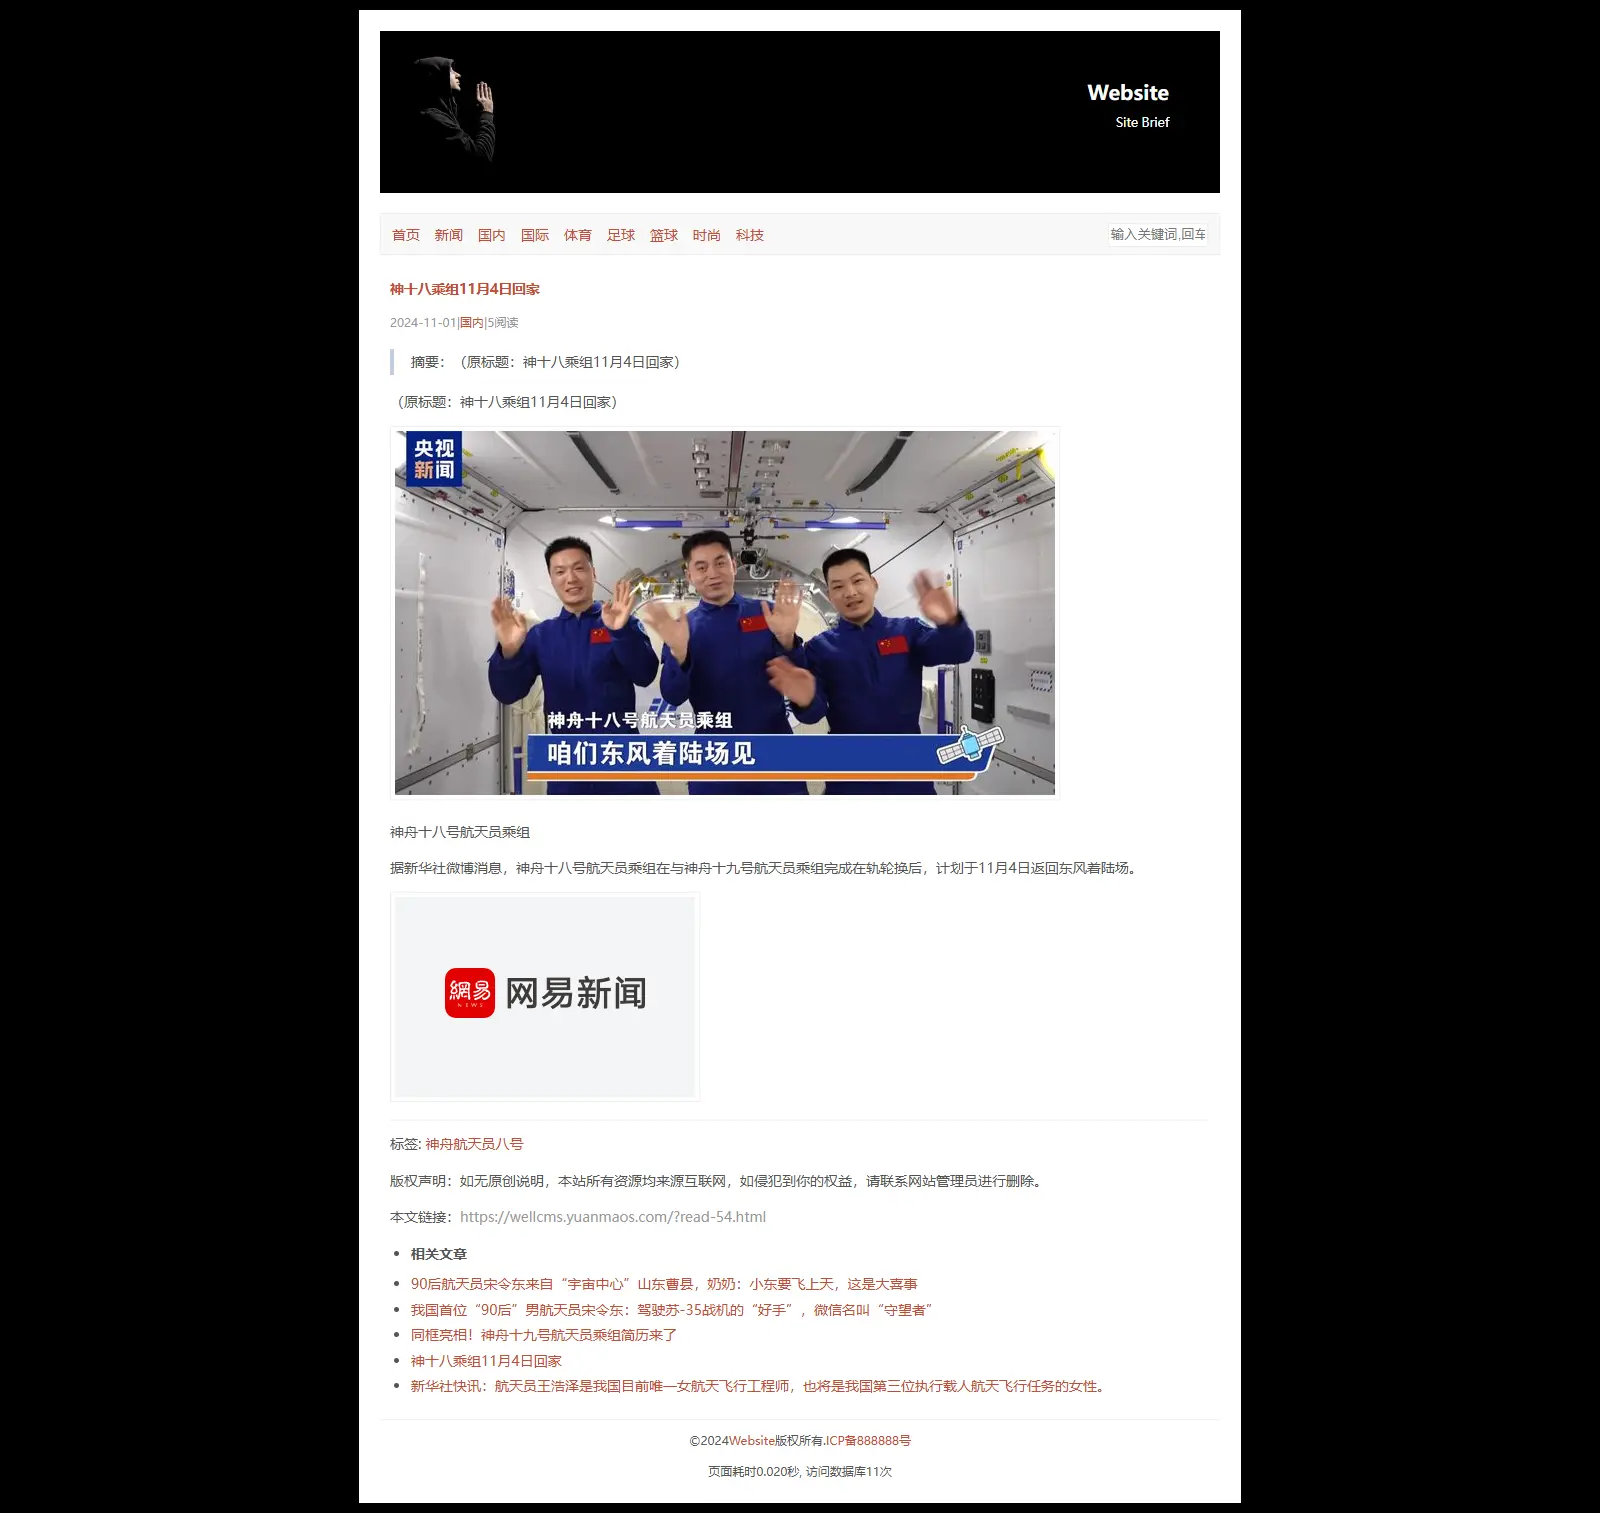 Website
Site Brief
首页 新闻 国内 国际 体育 足球 篮球 时尚 科技
输入关键词,回车
神十八乘组11月4日回家
2024-11-01|国内|5阅读
摘要：（原标题：神十八乘组11月4日回家）
（原标题：神十八乘组11月4日回家）
央视
新闻
神舟十八号航天员乘组
咱们东风着陆场见
神舟十八号航天员乘组
据新华社微博消息，神舟十八号航天员乘组在与神舟十九号航天员乘组完成在轨轮换后，计划于11月4日返回东风着陆场。
網易 NEWS 网易新闻
标签: 神舟航天员八号
版权声明：如无原创说明，本站所有资源均来源互联网，如侵犯到你的权益，请联系网站管理员进行删除。
本文链接：https://wellcms.yuanmaos.com/?read-54.html
相关文章
90后航天员宋令东来自“宇宙中心”山东曹县，奶奶：小东要飞上天，这是大喜事
我国首位“90后”男航天员宋令东：驾驶苏-35战机的“好手”，微信名叫“守望者”
同框亮相！神舟十九号航天员乘组简历来了
神十八乘组11月4日回家
新华社快讯：航天员王浩泽是我国目前唯一女航天飞行工程师，也将是我国第三位执行载人航天飞行任务的女性。
©2024Website版权所有.ICP备888888号
页面耗时0.020秒, 访问数据库11次